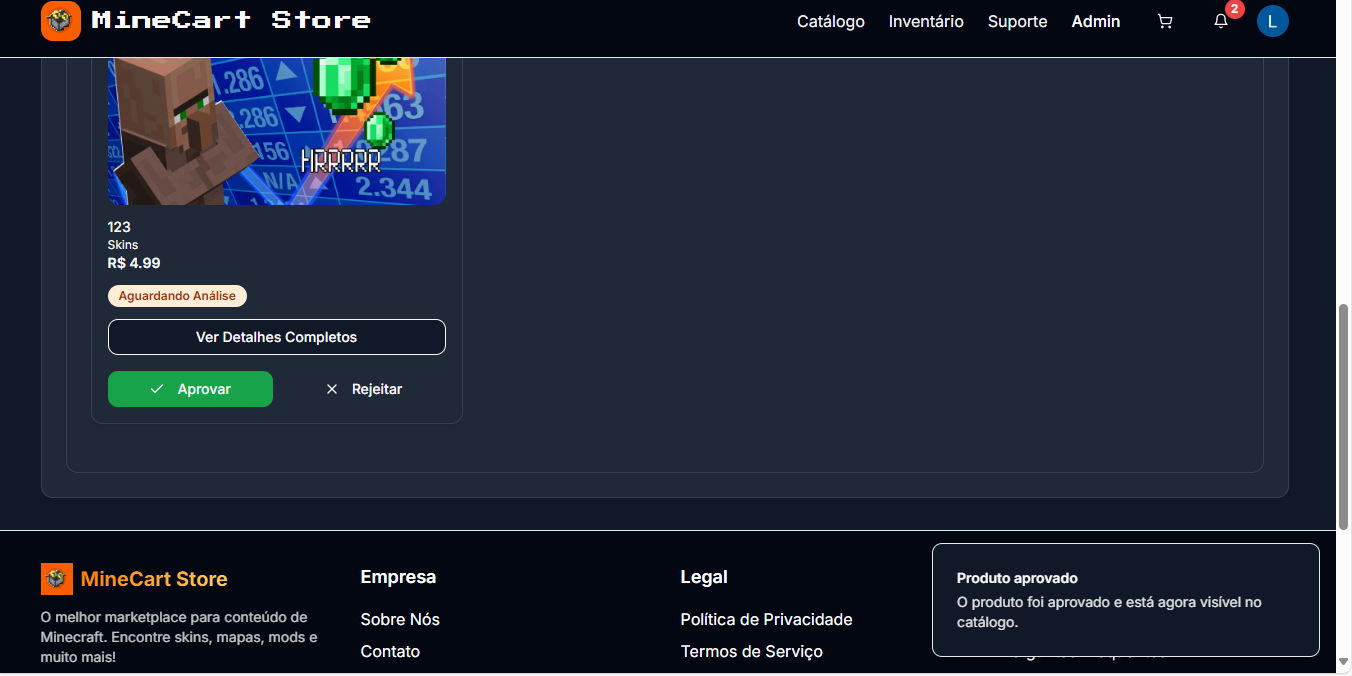 MineCart Store
Catálogo
Inventário
Suporte
Admin
2
L
1.286
286
156
N/A
63
287
2.344
HRRRRR
123
Skins
R$ 4.99
Aguardando Análise
Ver Detalhes Completos
Aprovar
Rejeitar
MineCart Store
O melhor marketplace para conteúdo de
Minecraft. Encontre skins, mapas, mods e
muito mais!
Empresa
Sobre Nós
Contato
Legal
Política de Privacidade
Termos de Serviço
Produto aprovado
O produto foi aprovado e está agora visível no
catálogo.